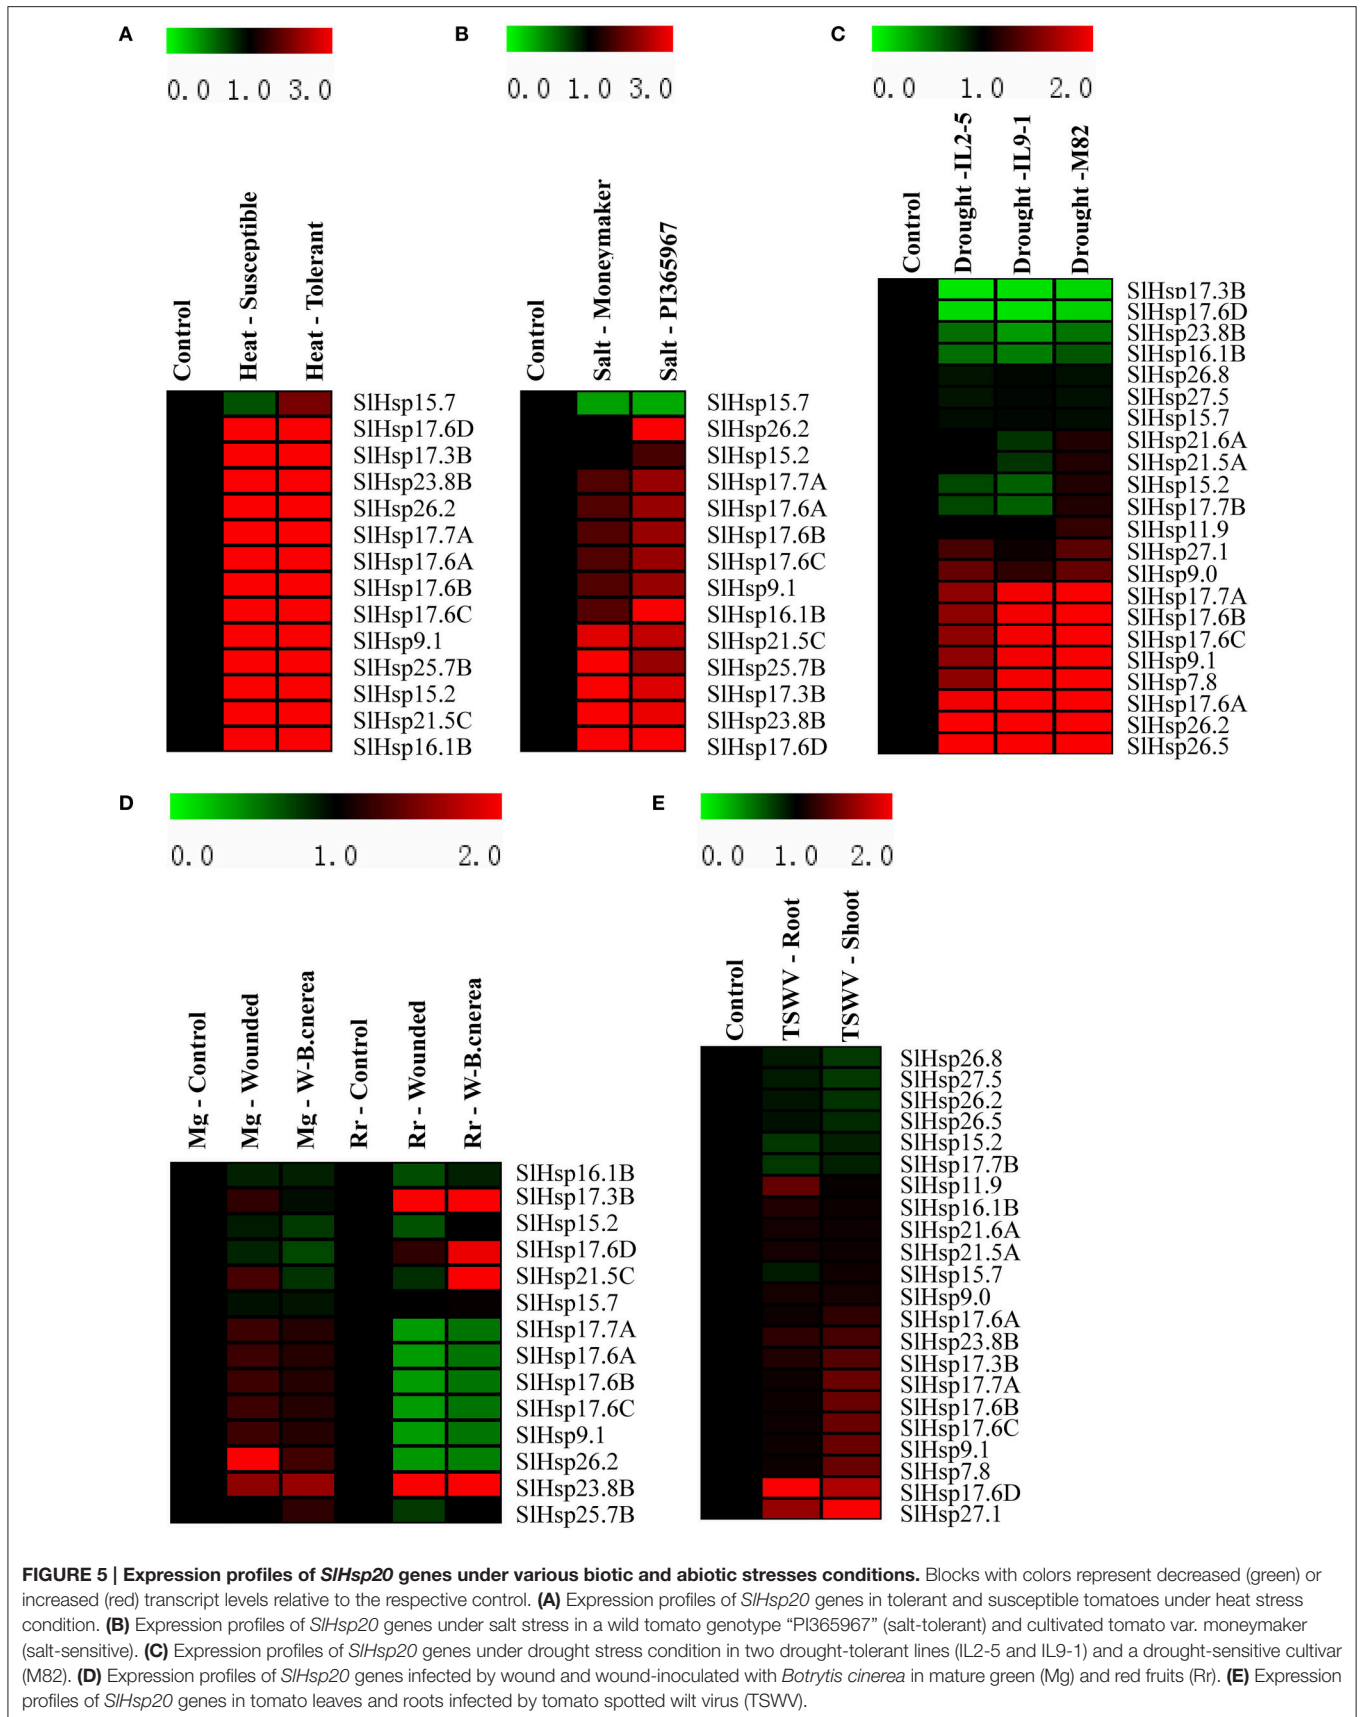 A
0.0 1.0 3.0
Control
Heat - Susceptible
Heat - Tolerant
SlHsp15.7
SlHsp17.6D
SlHsp17.3B
SlHsp23.8B
SlHsp26.2
SlHsp17.7A
SlHsp17.6A
SlHsp17.6B
SlHsp17.6C
SlHsp9.1
SlHsp25.7B
SlHsp15.2
SlHsp21.5C
SlHsp16.1B
B
0.0 1.0 3.0
Control
Salt - Moneymaker
Salt - PI365967
SlHsp15.7
SlHsp26.2
SlHsp15.2
SlHsp17.7A
SlHsp17.6A
SlHsp17.6B
SlHsp17.6C
SlHsp9.1
SlHsp16.1B
SlHsp21.5C
SlHsp25.7B
SlHsp17.3B
SlHsp23.8B
SlHsp17.6D
C
0.0 1.0 2.0
Control
Drought -IL2-5
Drought -IL9-1
Drought -M82
SlHsp17.3B
SlHsp17.6D
SlHsp23.8B
SlHsp16.1B
SlHsp26.8
SlHsp27.5
SlHsp15.7
SlHsp21.6A
SlHsp21.5A
SlHsp15.2
SlHsp17.7B
SlHsp11.9
SlHsp27.1
SlHsp9.0
SlHsp17.7A
SlHsp17.6B
SlHsp17.6C
SlHsp9.1
SlHsp7.8
SlHsp17.6A
SlHsp26.2
SlHsp26.5
D
0.0 1.0 2.0
Mg - Control
Mg - Wounded
Mg - W-B.cnerea
Rr - Control
Rr - Wounded
Rr - W-B.cnerea
SlHsp16.1B
SlHsp17.3B
SlHsp15.2
SlHsp17.6D
SlHsp21.5C
SlHsp15.7
SlHsp17.7A
SlHsp17.6A
SlHsp17.6B
SlHsp17.6C
SlHsp9.1
SlHsp26.2
SlHsp23.8B
SlHsp25.7B
E
0.0 1.0 2.0
Control
TSWV - Root
TSWV - Shoot
SlHsp26.8
SlHsp27.5
SlHsp26.2
SlHsp26.5
SlHsp15.2
SlHsp17.7B
SlHsp11.9
SlHsp16.1B
SlHsp21.6A
SlHsp21.5A
SlHsp15.7
SlHsp9.0
SlHsp17.6A
SlHsp23.8B
SlHsp17.3B
SlHsp17.7A
SlHsp17.6B
SlHsp17.6C
SlHsp9.1
SlHsp7.8
SlHsp17.6D
SlHsp27.1
FIGURE 5 | Expression profiles of SlHsp20 genes under various biotic and abiotic stresses conditions. Blocks with colors represent decreased (green) or
increased (red) transcript levels relative to the respective control. (A) Expression profiles of SlHsp20 genes in tolerant and susceptible tomatoes under heat stress
condition. (B) Expression profiles of SlHsp20 genes under salt stress in a wild tomato genotype “PI365967” (salt-tolerant) and cultivated tomato var. moneymaker
(salt-sensitive). (C) Expression profiles of SlHsp20 genes under drought stress condition in two drought-tolerant lines (IL2-5 and IL9-1) and a drought-sensitive cultivar
(M82). (D) Expression profiles of SlHsp20 genes infected by wound and wound-inoculated with Botrytis cinerea in mature green (Mg) and red fruits (Rr). (E) Expression
profiles of SlHsp20 genes in tomato leaves and roots infected by tomato spotted wilt virus (TSWV).